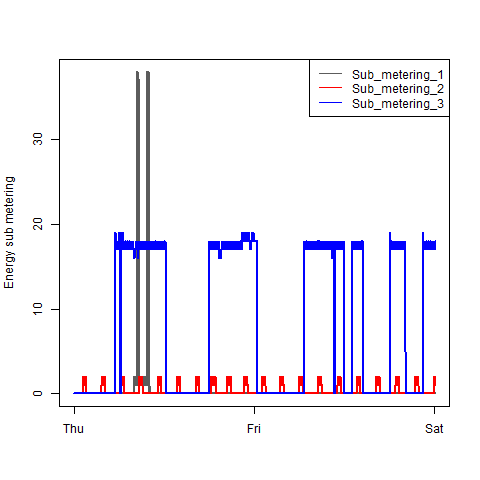 Sub_metering_1
Sub_metering_2
Sub_metering_3
Energy sub metering
30
20
10
0
Thu
Fri
Sat